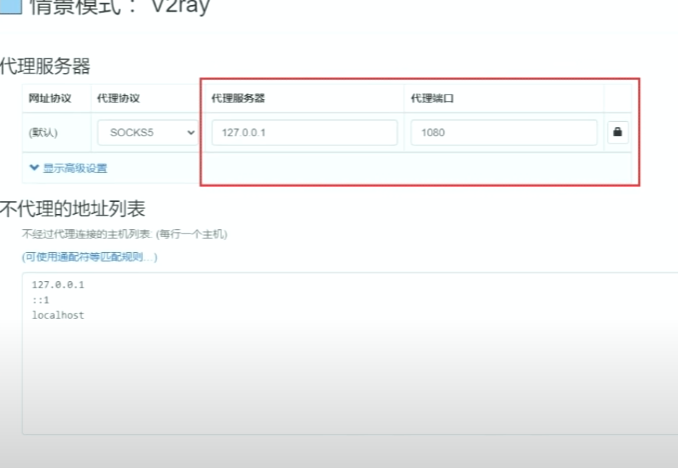 情景模式： V2ray
代理服务器
网址协议 代理协议 代理服务器 代理端口
(默认) SOCKS5 127.0.0.1 1080
显示高级设置
不代理的地址列表
不经过代理连接的主机列表: (每行一个主机)
(可使用通配符等匹配规则...)
127.0.0.1
::1
localhost